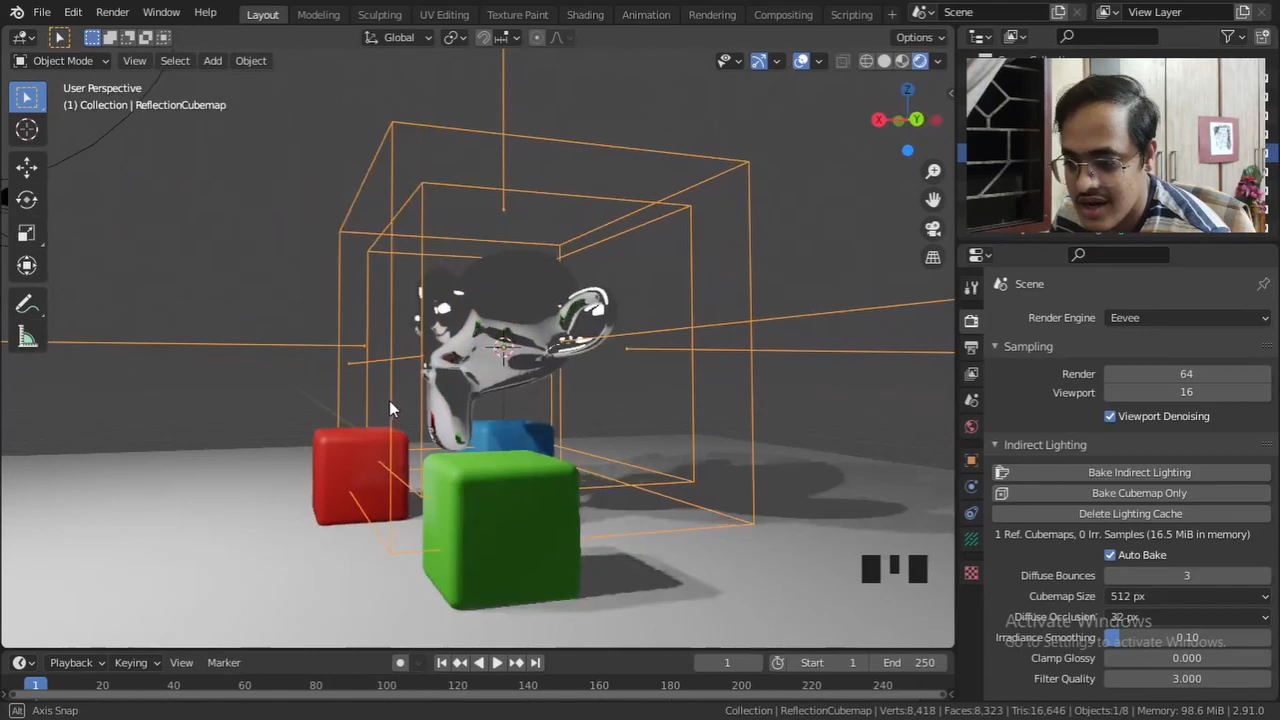 File Edit Render Window Help Layout Modeling Sculpting UV Editing Texture Paint Shading Animation Rendering Compositing Scripting + Scene View Layer
Global Options
Object Mode View Select Add Object
User Perspective
(1) Collection | ReflectionCubemap
Z
X Y
Scene
Render Engine Eevee
Sampling
Render 64
Viewport 16
Viewport Denoising
Indirect Lighting
Bake Indirect Lighting
Bake Cubemap Only
Delete Lighting Cache
1 Ref. Cubemaps, 0 Irr. Samples (16.5 MiB in memory)
Auto Bake
Diffuse Bounces 3
Cubemap Size 512 px
Diffuse Occlusion 32 px
Activate Windows
Irradiance Smoothing 0.10
Go to Settings to activate Windows.
Clamp Glossy 0.000
Filter Quality 3.000
Playback Keying View Marker 1 Start 1 End 250
1 20 40 60 80 100 120 140 160 180 200 220 240
Alt Axis Snap Collection | ReflectionCubemap | Verts:8,418 | Faces:8,323 | Tris:16,646 | Objects:1/8 | Memory: 98.6 MiB | 2.91.0